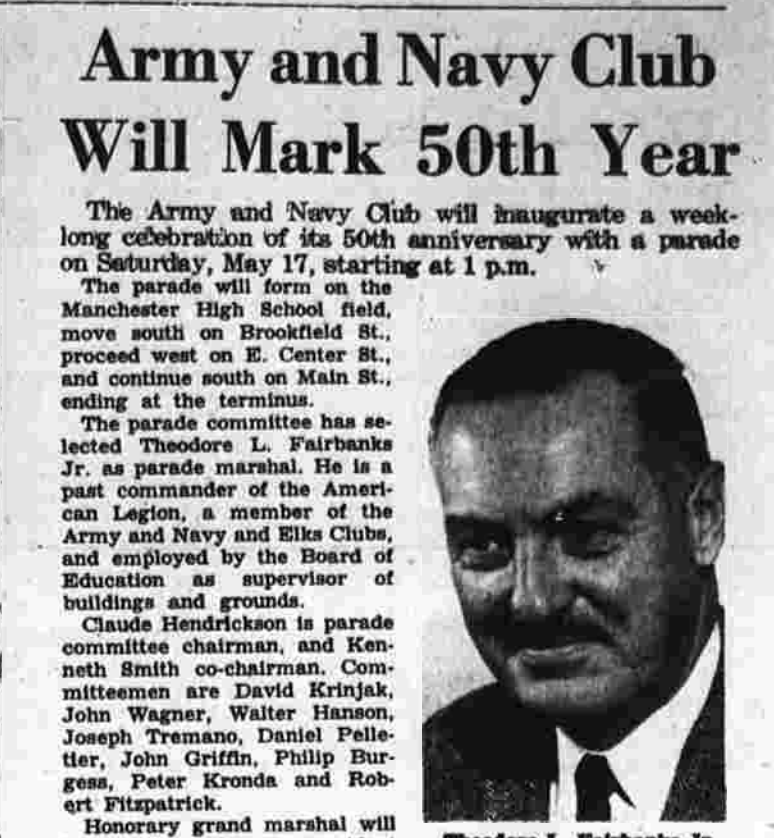 Army and Navy Club
Will Mark 50th Year
The Army and Navy Club will inaugurate a week-
long celebration of its 50th anniversary with a parade
on Saturday, May 17, starting at 1 p.m.
The parade will form on the
Manchester High School field,
move south on Brookfield St.,
proceed west on E. Center St.,
and continue south on Main St.,
ending at the terminus.
The parade committee has se-
lected Theodore L. Fairbanks
Jr. as parade marshal. He is a
past commander of the Ameri-
can Legion, a member of the
Army and Navy and Elks Clubs,
and employed by the Board of
Education as supervisor of
buildings and grounds.
Claude Hendrickson is parade
committee chairman, and Ken-
neth Smith co-chairman. Com-
mitteemen are David Krinjak,
John Wagner, Walter Hanson,
Joseph Tremano, Daniel Pelle-
tier, John Griffin, Philip Bur-
gess, Peter Kronda and Rob-
ert Fitzpatrick.
Honorary grand marshal will
Theodore L. Fairbanks Jr.